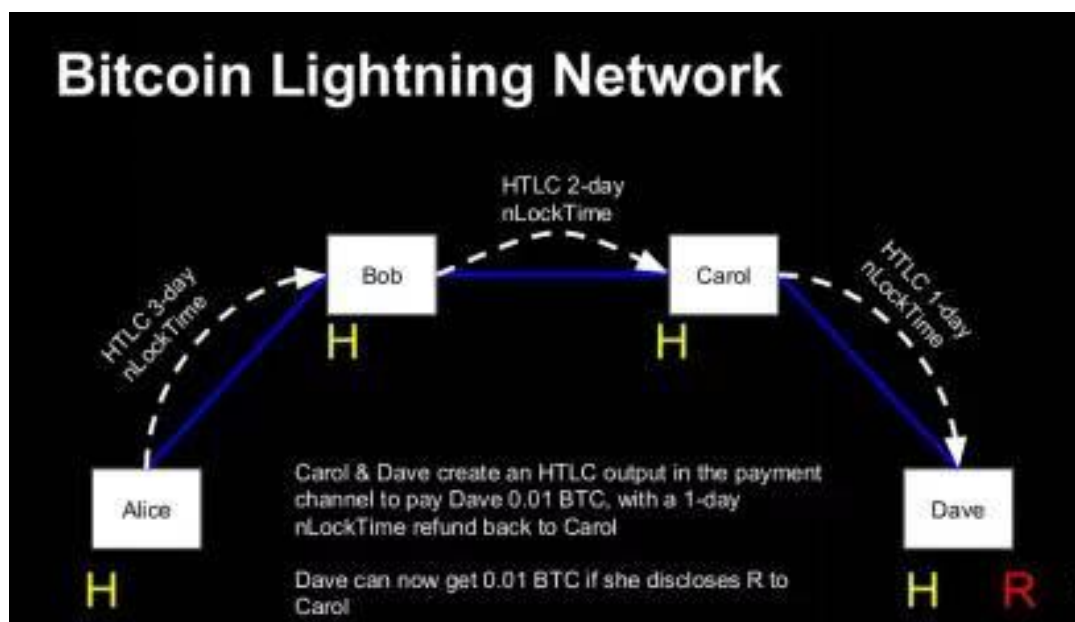 Bitcoin Lightning Network
HTLC 2-day
nLockTime
HTLC 3-day
nLockTime
HTLC 1-day
nLockTime
Bob
Carol
H
H
Alice
Dave
Carol & Dave create an HTLC output in the payment
channel to pay Dave 0.01 BTC, with a 1-day
nLockTime refund back to Carol
Dave can now get 0.01 BTC if she discloses R to
Carol
H
H
R